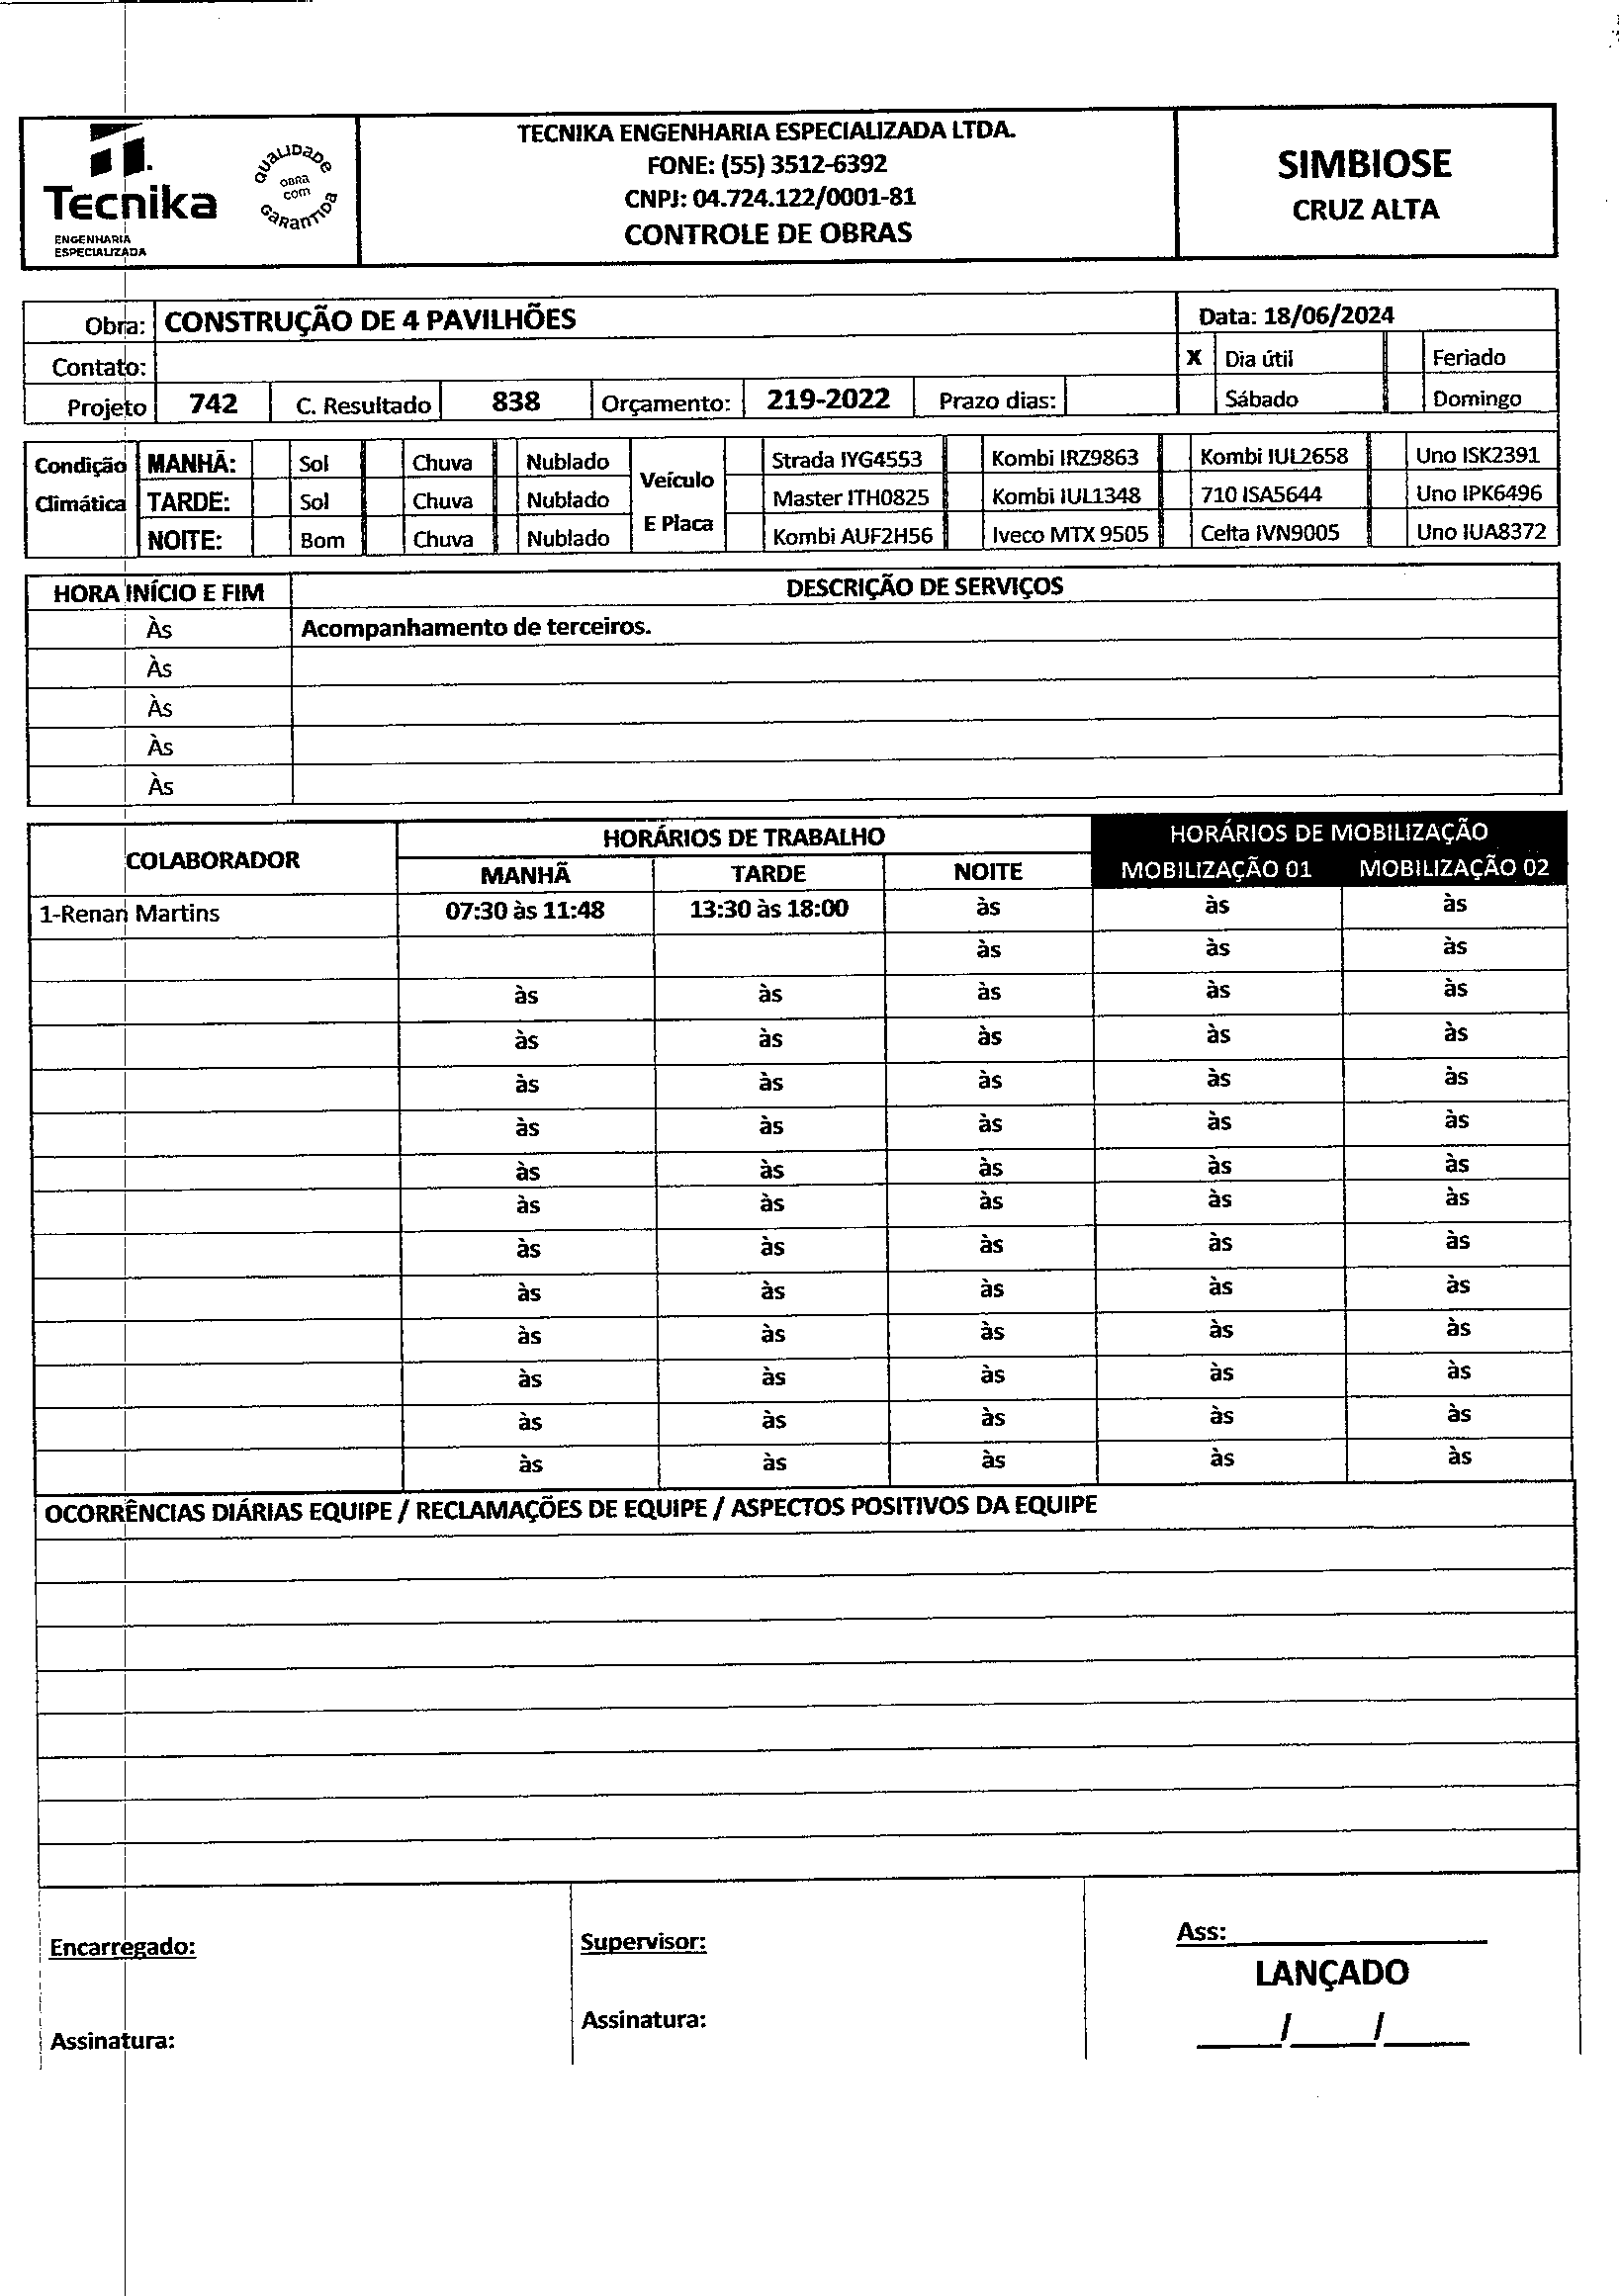 Tecnika
ENGENHARIA
ESPECIALIZADA
QUALIDADE
OBRA
COM
GARANTIDA
TECNIKA ENGENHARIA ESPECIALIZADA LTDA.
FONE: (55) 3512-6392
CNPJ: 04.724.122/0001-81
CONTROLE DE OBRAS
SIMBIOSE
CRUZ ALTA
Obra: CONSTRUÇÃO DE 4 PAVILHÕES Data: 18/06/2024
Contato: X Dia útil Feriado
Projeto 742 C. Resultado 838 Orçamento: 219-2022 Prazo dias: Sábado Domingo
Condição MANHÃ: Sol Chuva Nublado Veículo Strada IYG4553 Kombi IRZ9863 Kombi IUL2658 Uno ISK2391
Climática TARDE: Sol Chuva Nublado Master ITH0825 Kombi IUL1348 710 ISA5644 Uno IPK6496
NOITE: Bom Chuva Nublado E Placa Kombi AUF2H56 Iveco MTX 9505 Celta IVN9005 Uno IUA8372
HORA INÍCIO E FIM DESCRIÇÃO DE SERVIÇOS
Às Acompanhamento de terceiros.
Às
Às
Às
Às
COLABORADOR HORÁRIOS DE TRABALHO HORÁRIOS DE MOBILIZAÇÃO
MANHÃ TARDE NOITE MOBILIZAÇÃO 01 MOBILIZAÇÃO 02
1-Renan Martins 07:30 às 11:48 13:30 às 18:00 às às às
às às às
às às às às às
às às às às às
às às às às às
às às às às às
às às às às às
às às às às às
às às às às às
às às às às às
às às às às às
às às às às às
às às às às às
às às às às às
OCORRÊNCIAS DIÁRIAS EQUIPE / RECLAMAÇÕES DE EQUIPE / ASPECTOS POSITIVOS DA EQUIPE
Encarregado: Supervisor: Ass:
LANÇADO
Assinatura: Assinatura: / /